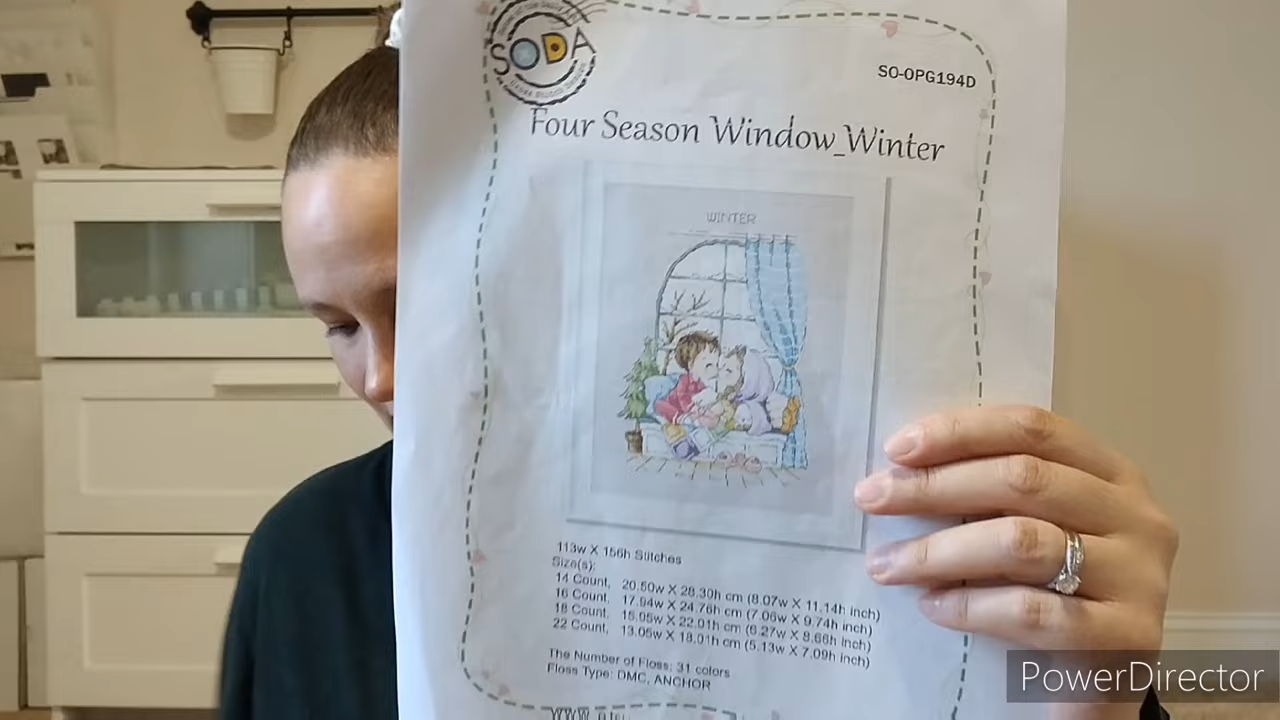 SODA
SO-OPG194D
Four Season Window_Winter
WINTER
113w X 156h Stitches
Size(s):
14 Count, 20.50w X 28.30h cm (8.07w X 11.14h inch)
16 Count, 17.94w X 24.76h cm (7.06w X 9.74h inch)
18 Count, 15.95w X 22.01h cm (6.27w X 8.66h inch)
22 Count, 13.05w X 18.01h cm (5.13w X 7.09h inch)
The Number of Floss: 31 colors
Floss Type: DMC, ANCHOR
PowerDirector